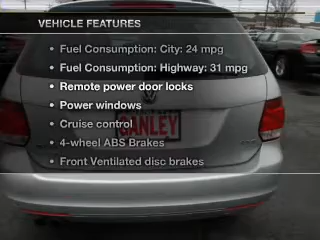 VEHICLE FEATURES
• Fuel Consumption: City: 24 mpg
• Fuel Consumption: Highway: 31 mpg
• Remote power door locks
• Power windows
• Cruise control
• 4-wheel ABS Brakes
• Front Ventilated disc brakes
GANLEY